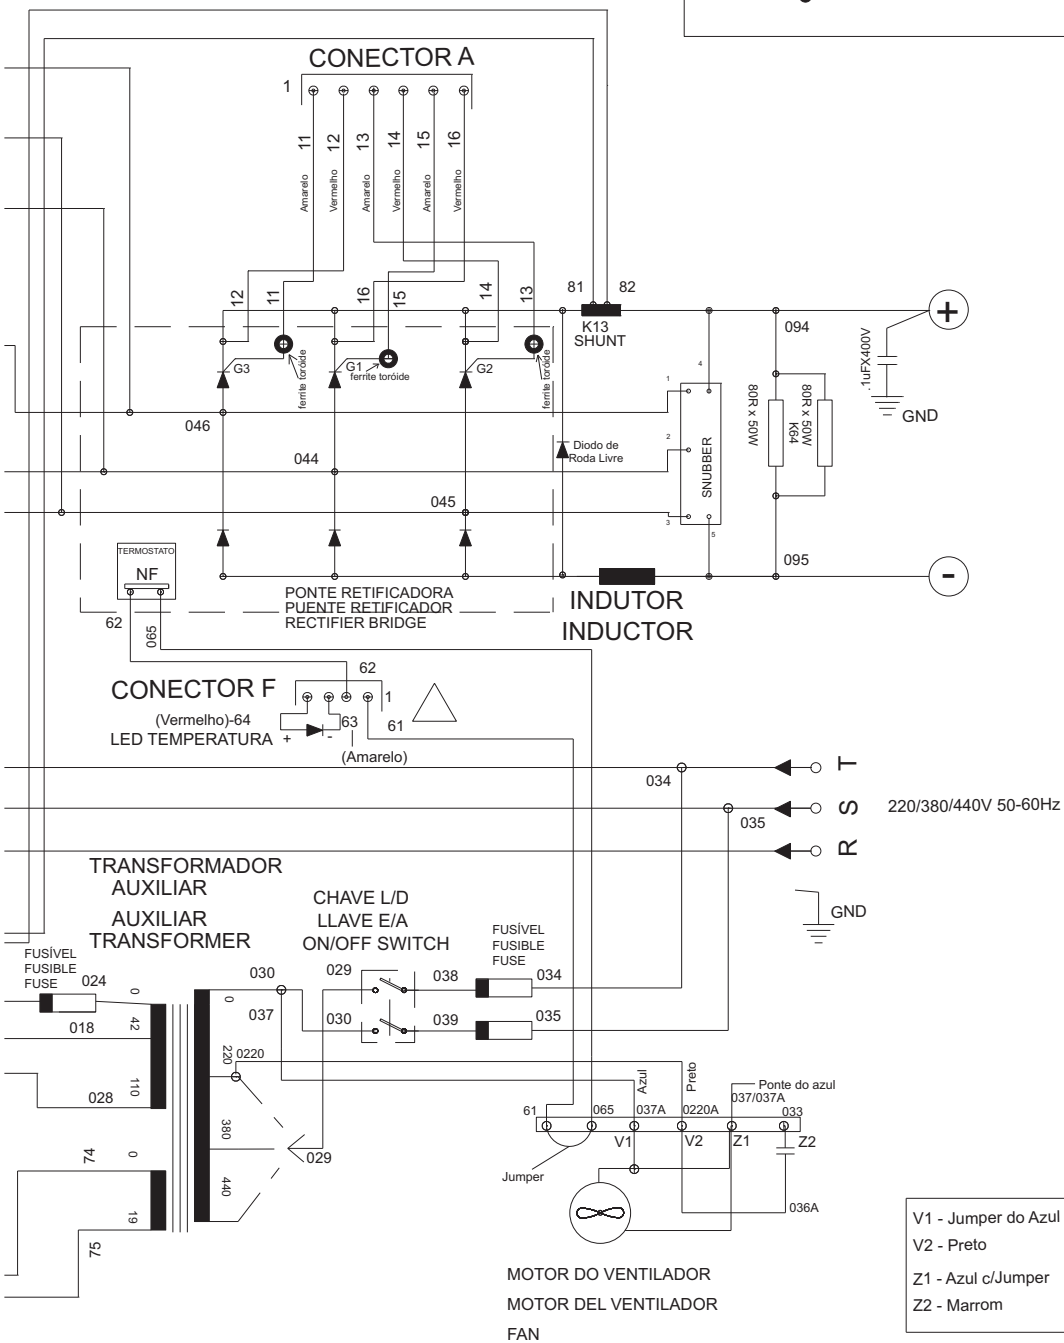 CONECTOR A
1
11
12
13
14
15
16
Amarelo
Vermelho
Amarelo
Vermelho
Amarelo
Vermelho
12
11
16
15
14
13
81
82
K13
SHUNT
094
+
.1uFX400V
GND
G3
ferrite toróide
G1
ferrite toróide
G2
ferrite toróide
046
044
045
Diodo de
Roda Livre
1
2
3
4
5
SNUBBER
80R x 50W
80R x 50W
K64
095
-
TERMOSTATO
NF
62
065
PONTE RETIFICADORA
PUENTE RETIFICADOR
RECTIFIER BRIDGE
INDUTOR
INDUCTOR
CONECTOR F
62
1
(Vermelho)-64
LED TEMPERATURA
+
-
63
61
(Amarelo)
034
T
035
S
220/380/440V 50-60Hz
R
GND
TRANSFORMADOR
AUXILIAR
AUXILIAR
TRANSFORMER
CHAVE L/D
LLAVE E/A
ON/OFF SWITCH
FUSÍVEL
FUSIBLE
FUSE
FUSÍVEL
FUSIBLE
FUSE
024
018
028
74
75
0
42
110
0
19
0
220
380
440
030
037
0220
029
029
030
038
039
034
035
Azul
Preto
Ponte do azul
037/037A
61
065
037A
0220A
033
V1
V2
Z1
Z2
Jumper
036A
MOTOR DO VENTILADOR
MOTOR DEL VENTILADOR
FAN
V1 - Jumper do Azul
V2 - Preto
Z1 - Azul c/Jumper
Z2 - Marrom